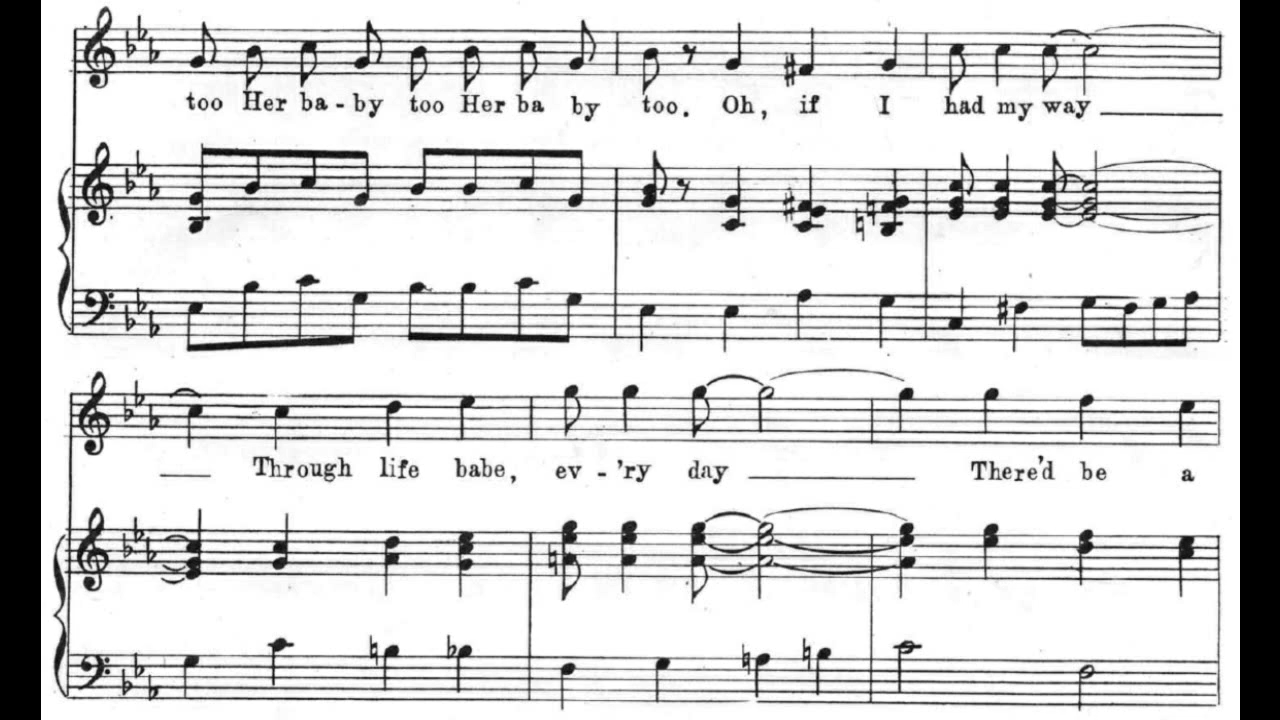 too Her ba-by too Her ba by too. Oh, if I had my way
Through life babe, ev-'ry day There'd be a